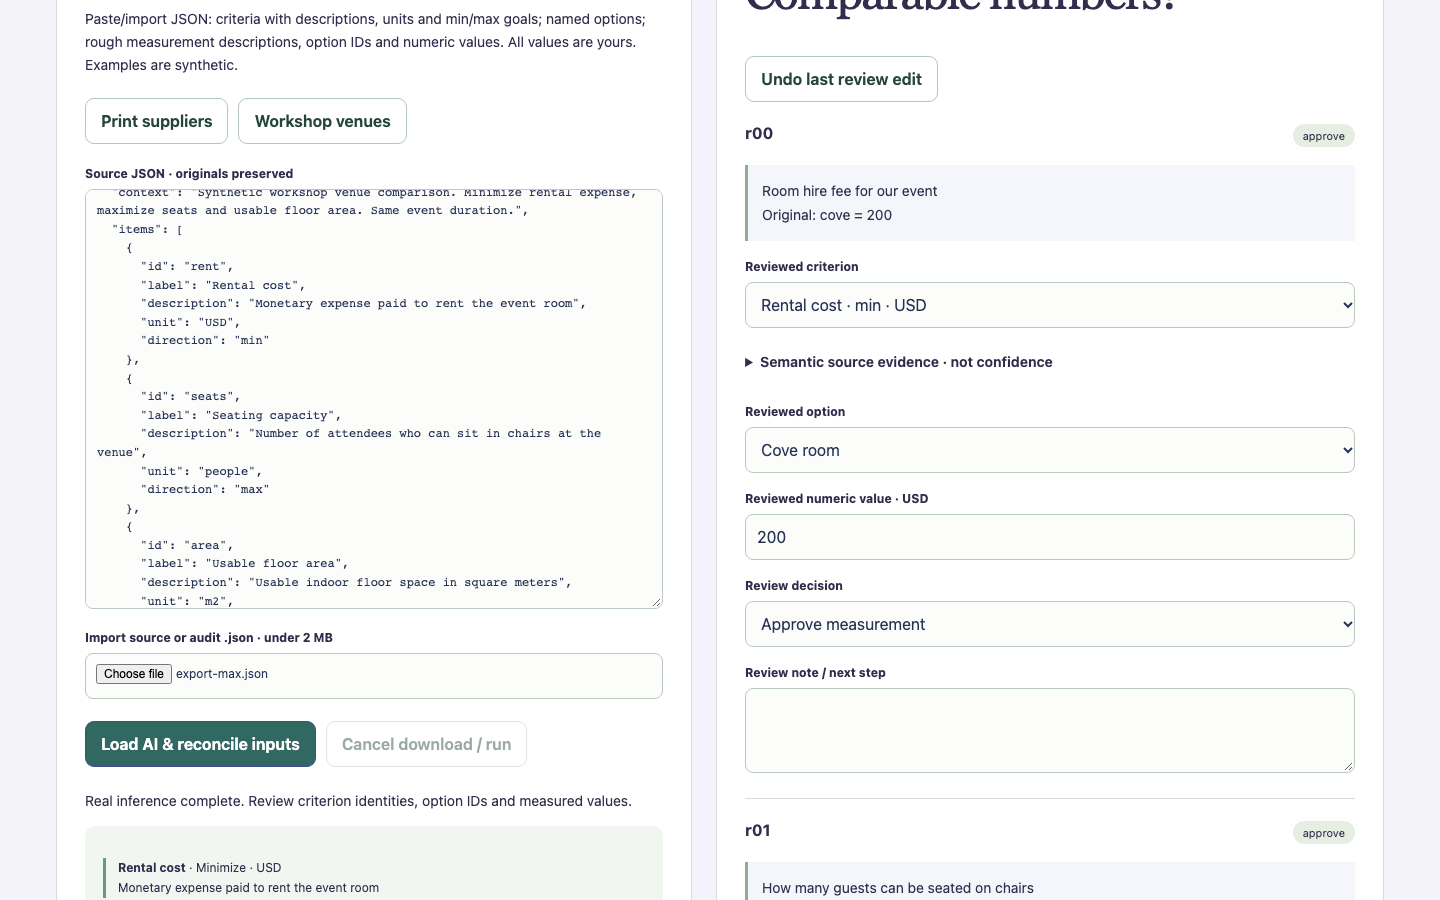 Paste/import JSON: criteria with descriptions, units and min/max goals; named options;
rough measurement descriptions, option IDs and numeric values. All values are yours.
Examples are synthetic.
Print suppliers
Workshop venues
Source JSON · originals preserved
"context": "Synthetic workshop venue comparison. Minimize rental expense,
maximize seats and usable floor area. Same event duration.",
"items": [
{
"id": "rent",
"label": "Rental cost",
"description": "Monetary expense paid to rent the event room",
"unit": "USD",
"direction": "min"
},
{
"id": "seats",
"label": "Seating capacity",
"description": "Number of attendees who can sit in chairs at the
venue",
"unit": "people",
"direction": "max"
},
{
"id": "area",
"label": "Usable floor area",
"description": "Usable indoor floor space in square meters",
"unit": "m2",
Import source or audit .json · under 2 MB
Choose file export-max.json
Load AI & reconcile inputs
Cancel download / run
Real inference complete. Review criterion identities, option IDs and measured values.
Rental cost · Minimize · USD
Monetary expense paid to rent the event room
Comparable numbers?
Undo last review edit
r00
approve
Room hire fee for our event
Original: cove = 200
Reviewed criterion
Rental cost · min · USD
▶ Semantic source evidence · not confidence
Reviewed option
Cove room
Reviewed numeric value · USD
200
Review decision
Approve measurement
Review note / next step
r01
approve
How many guests can be seated on chairs